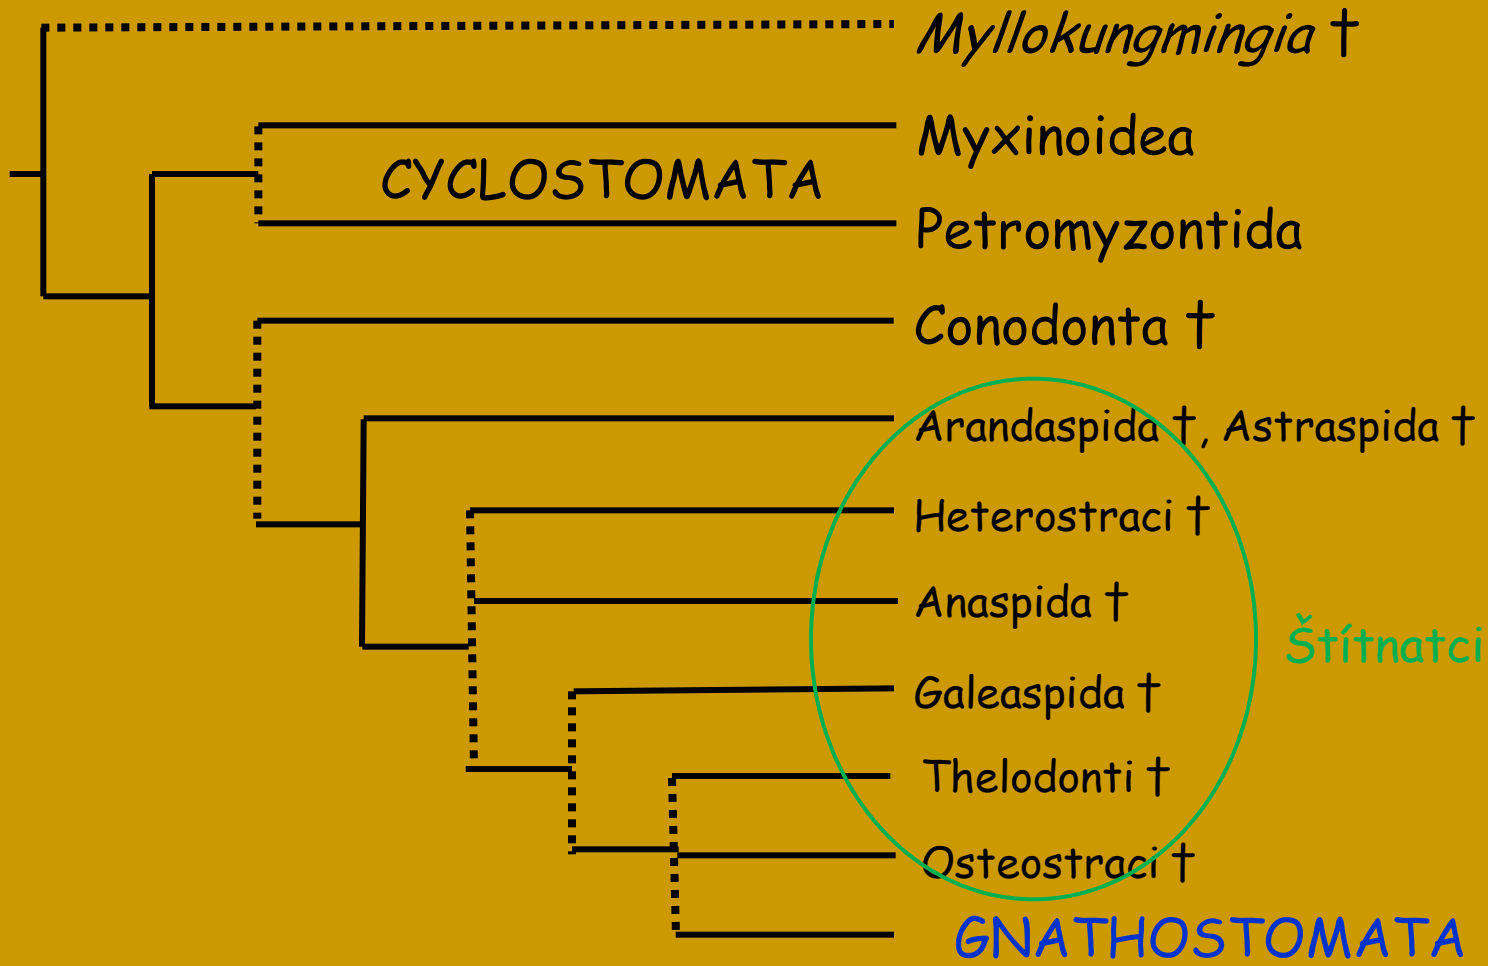 Myllokungmingia †
Myxinoidea
CYCLOSTOMATA
Petromyzontida
Conodonta †
Arandaspida †, Astraspida †
Heterostraci †
Anaspida †
Štítnatci
Galeaspida †
Thelodonti †
Osteostraci †
GNATHOSTOMATA